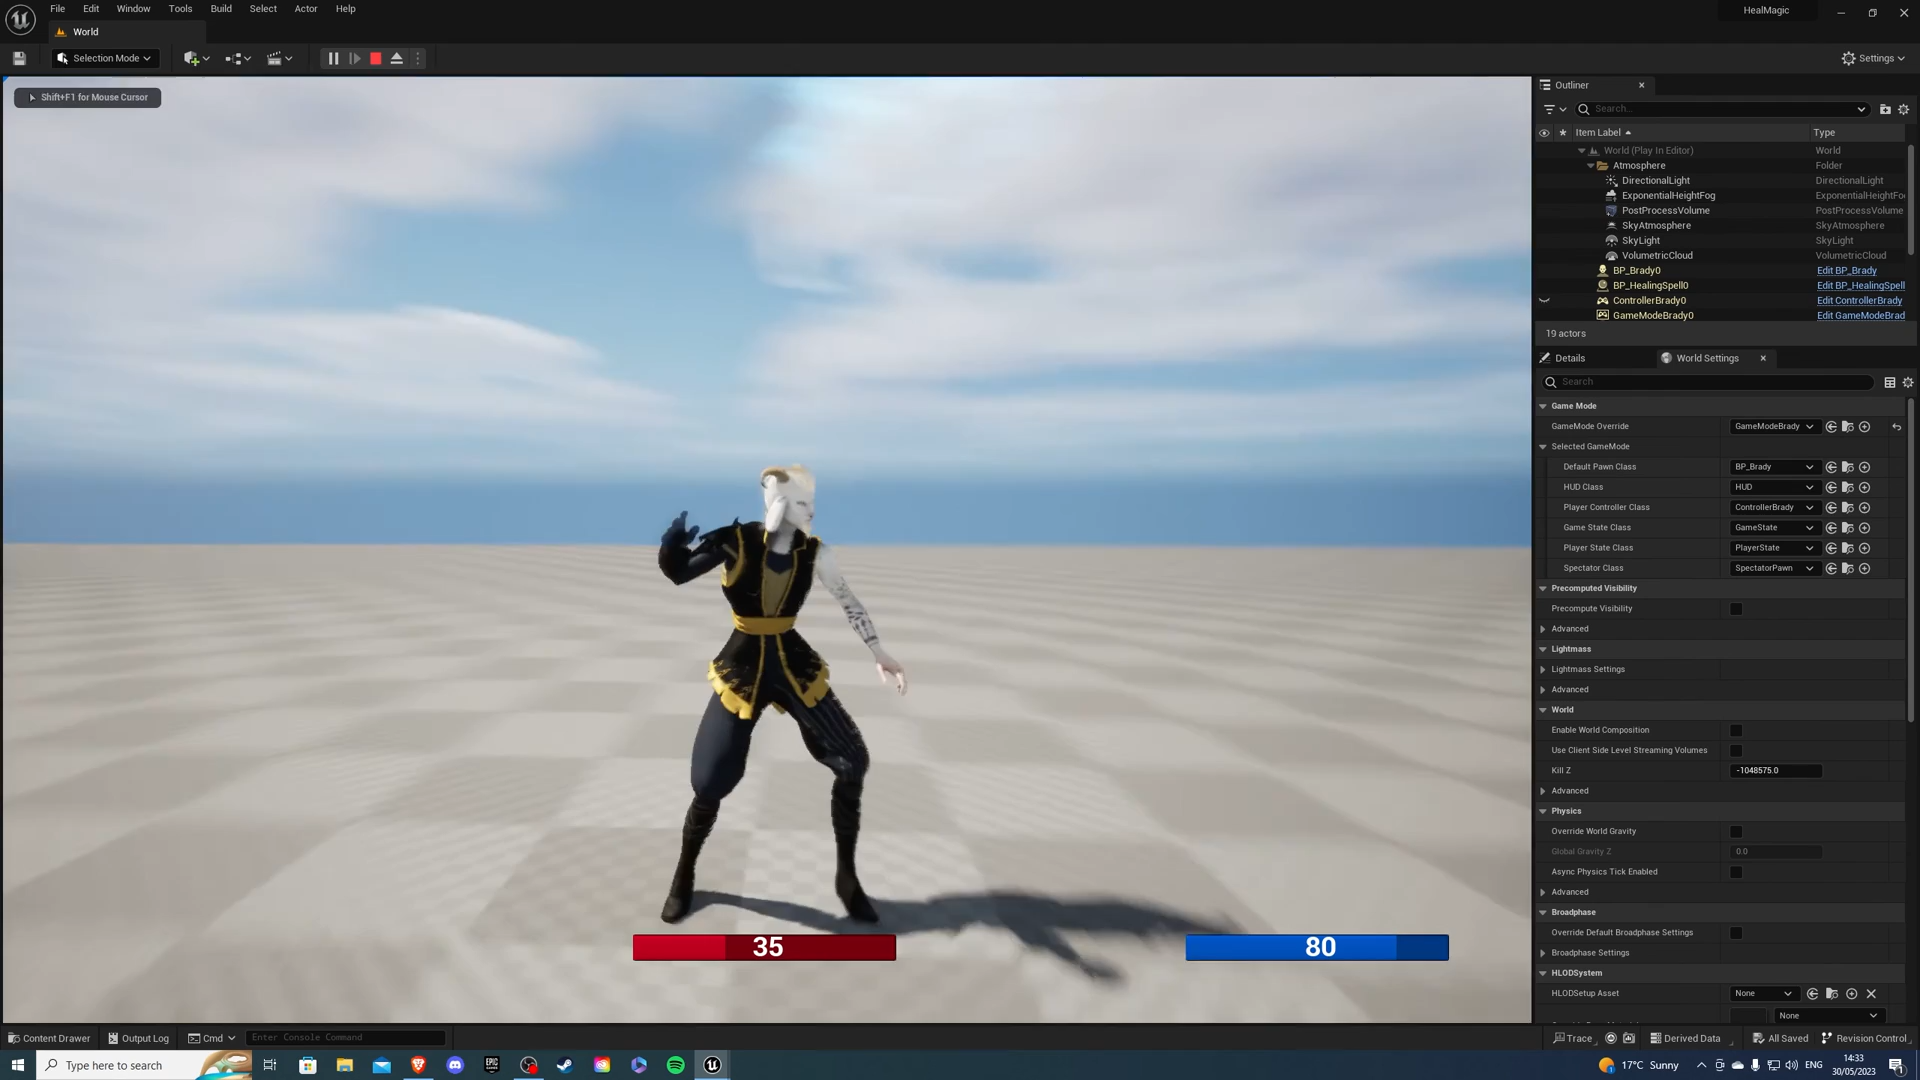 File Edit Window Tools Build Select Actor Help
HealMagic
World
Selection Mode
Settings
Shift+F1 for Mouse Cursor
Outliner
Search...
Item Label Type
World (Play In Editor) World
Atmosphere Folder
DirectionalLight DirectionalLight
ExponentialHeightFog ExponentialHeightFo
PostProcessVolume PostProcessVolume
SkyAtmosphere SkyAtmosphere
SkyLight SkyLight
VolumetricCloud VolumetricCloud
BP_Brady0 Edit BP_Brady
BP_HealingSpell0 Edit BP_HealingSpell
ControllerBrady0 Edit ControllerBrady
GameModeBrady0 Edit GameModeBrad
19 actors
Details World Settings
Search
Game Mode
GameMode Override GameModeBrady
Selected GameMode
Default Pawn Class BP_Brady
HUD Class HUD
Player Controller Class ControllerBrady
Game State Class GameState
Player State Class PlayerState
Spectator Class SpectatorPawn
Precomputed Visibility
Precompute Visibility
Advanced
Lightmass
Lightmass Settings
Advanced
World
Enable World Composition
Use Client Side Level Streaming Volumes
Kill Z -1048575.0
Advanced
Physics
Override World Gravity
Global Gravity Z 0.0
Async Physics Tick Enabled
Advanced
Broadphase
Override Default Broadphase Settings
Broadphase Settings
HLODSystem
HLODSetup Asset None
None
35
80
Content Drawer Output Log Cmd Enter Console Command
Trace Derived Data All Saved Revision Control
Type here to search
EPIC
17°C Sunny
ENG
14:33
30/05/2023